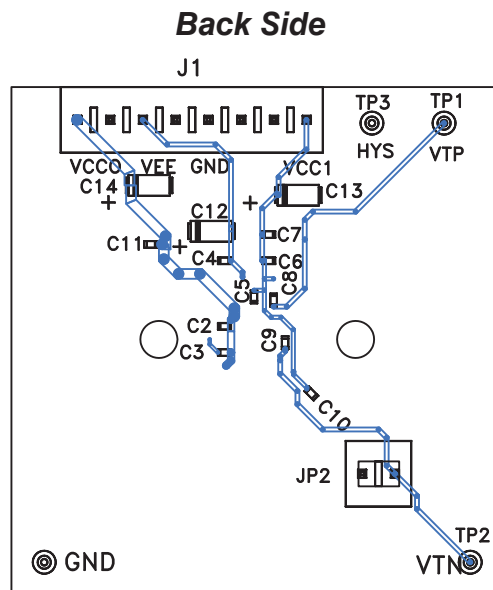 Back Side
J1
TP3
TP1
HYS
VTP
VCCO VEE GND VCC1
C14
C13
C12
C7
C11
C4
C6
C8
C5
C2
C9
C3
C10
JP2
TP2
GND
VTN